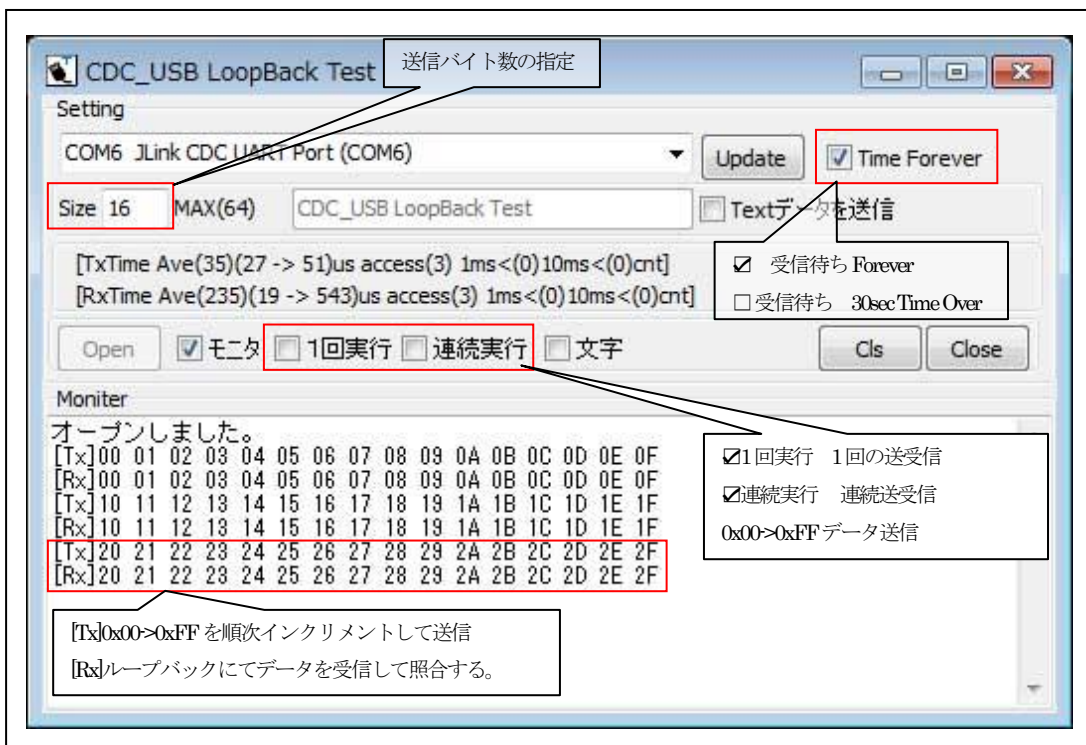 CDC_USB LoopBack Test
送信バイト数の指定
Setting
COM6 JLink CDC UART Port (COM6)
Update
Time Forever
Size 16 MAX(64)
CDC_USB LoopBack Test
Textデータを送信
[TxTime Ave(35)(27 -> 51)us access(3) 1ms<(0)10ms<(0)cnt]
[RxTime Ave(235)(19 -> 543)us access(3) 1ms<(0)10ms<(0)cnt]
☑ 受信待ち Forever
☐受信待ち 30sec Time Over
Open モニタ 1回実行 連続実行 文字 Cls Close
Moniter
オープンしました。
[Tx]00 01 02 03 04 05 06 07 08 09 0A 0B 0C 0D 0E 0F
[Rx]00 01 02 03 04 05 06 07 08 09 0A 0B 0C 0D 0E 0F
[Tx]10 11 12 13 14 15 16 17 18 19 1A 1B 1C 1D 1E 1F
[Rx]10 11 12 13 14 15 16 17 18 19 1A 1B 1C 1D 1E 1F
[Tx]20 21 22 23 24 25 26 27 28 29 2A 2B 2C 2D 2E 2F
[Rx]20 21 22 23 24 25 26 27 28 29 2A 2B 2C 2D 2E 2F
☑1回実行 1回の送受信
☑連続実行 連続送受信
0x00->0xFFデータ送信
[Tx]0x00->0xFFを順次インクリメントして送信
[Rx]ループバックにてデータを受信して照合する。